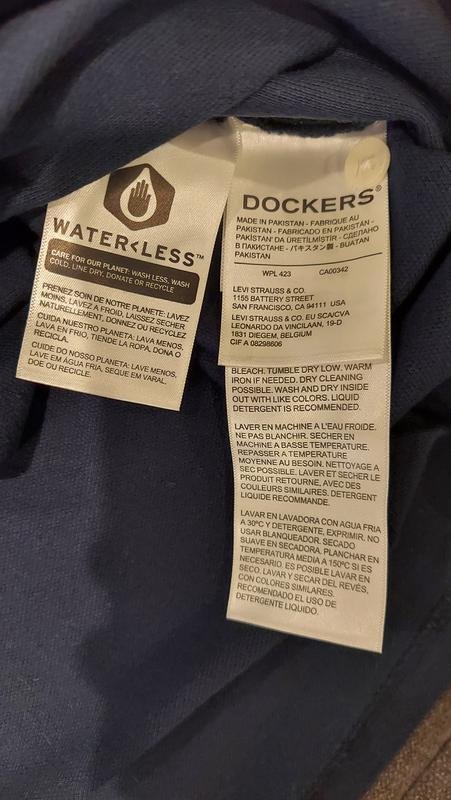 WATER<LESS™
CARE FOR OUR PLANET: WASH LESS, WASH
COLD, LINE DRY, DONATE OR RECYCLE
PRENEZ SOIN DE NOTRE PLANETE: LAVEZ
MOINS, LAVEZ A FROID, LAISSEZ SECHER
NATURELLEMENT, DONNEZ OU RECYCLEZ
CUIDA NUESTRO PLANETA: LAVA MENOS,
LAVA EN FRIO, TIENDE LA ROPA, DONA O
RECICLA.
CUIDE DO NOSSO PLANETA: LAVE MENOS,
LAVE EM ÁGUA FRIA, SEQUE EM VARAL,
DOE OU RECICLE.
DOCKERS®
MADE IN PAKISTAN - FABRIQUE AU
PAKISTAN - FABRICADO EN PAKISTÁN -
PAKİSTAN'DA ÜRETİLMİŞTİR - СДЕЛАНО
В ПАКИСТАНЕ - パキスタン製 - BUATAN
PAKISTAN
WPL 423 CA00342
LEVI STRAUSS & CO.
1155 BATTERY STREET
SAN FRANCISCO, CA 94111 USA
LEVI STRAUSS & CO. EU SCA/CVA
LEONARDO DA VINCILAAN, 19-D
1831 DIEGEM, BELGIUM
CIF A 08298606
BLEACH. TUMBLE DRY LOW. WARM
IRON IF NEEDED. DRY CLEANING
POSSIBLE. WASH AND DRY INSIDE
OUT WITH LIKE COLORS. LIQUID
DETERGENT IS RECOMMENDED.
LAVER EN MACHINE A L'EAU FROIDE.
NE PAS BLANCHIR. SECHER EN
MACHINE A BASSE TEMPERATURE.
REPASSER A TEMPERATURE
MOYENNE AU BESOIN. NETTOYAGE A
SEC POSSIBLE. LAVER ET SECHER LE
PRODUIT RETOURNE, AVEC DES
COULEURS SIMILAIRES. DETERGENT
LIQUIDE RECOMMANDE.
LAVAR EN LAVADORA CON AGUA FRIA
A 30ºC Y DETERGENTE, EXPRIMIR. NO
USAR BLANQUEADOR. SECADO
SUAVE EN SECADORA. PLANCHAR EN
TEMPERATURA MEDIA A 150ºC SI ES
NECESARIO. ES POSIBLE LAVAR EN
SECO. LAVAR Y SECAR DEL REVÉS,
CON COLORES SIMILARES.
RECOMENDADO EL USO DE
DETERGENTE LIQUIDO.